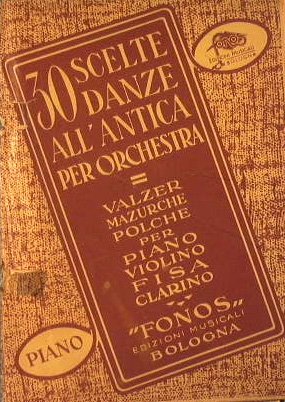 30 SCELTE
DANZE
ALL'ANTICA
PER ORCHESTRA
=
VALZER
MAZURCHE
POLCHE
PER
PIANO
VIOLINO
FISA
CLARINO
"FONOS"
EDIZIONI MUSICALI
BOLOGNA
PIANO